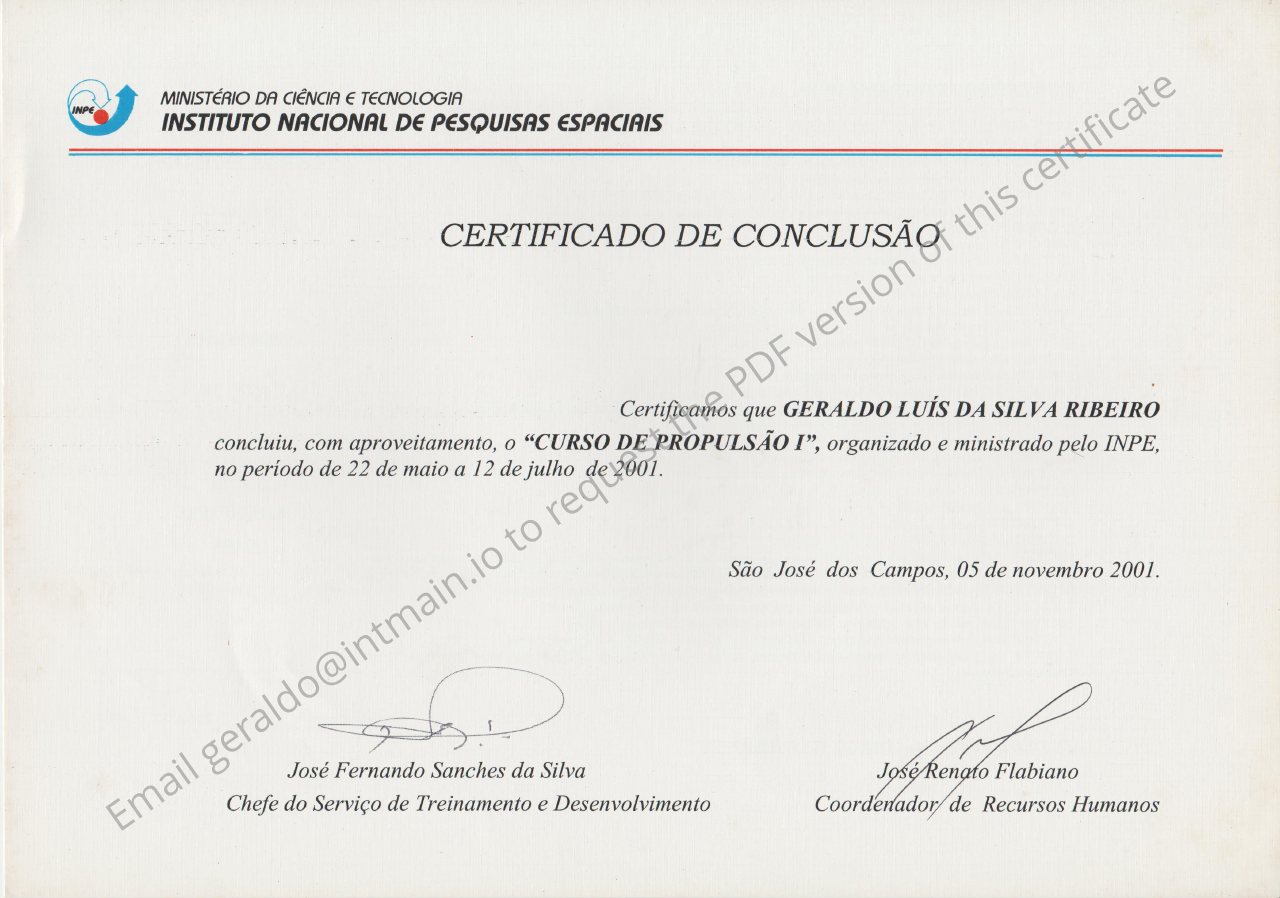 INPE
MINISTÉRIO DA CIÊNCIA E TECNOLOGIA
INSTITUTO NACIONAL DE PESQUISAS ESPACIAIS
CERTIFICADO DE CONCLUSÃO
Certificamos que GERALDO LUÍS DA SILVA RIBEIRO
concluiu, com aproveitamento, o “CURSO DE PROPULSÃO I”, organizado e ministrado pelo INPE,
no período de 22 de maio a 12 de julho de 2001.
São José dos Campos, 05 de novembro 2001.
José Fernando Sanches da Silva
Chefe do Serviço de Treinamento e Desenvolvimento
José Renato Flabiano
Coordenador de Recursos Humanos
Email geraldo@intmain.io to request the PDF version of this certificate